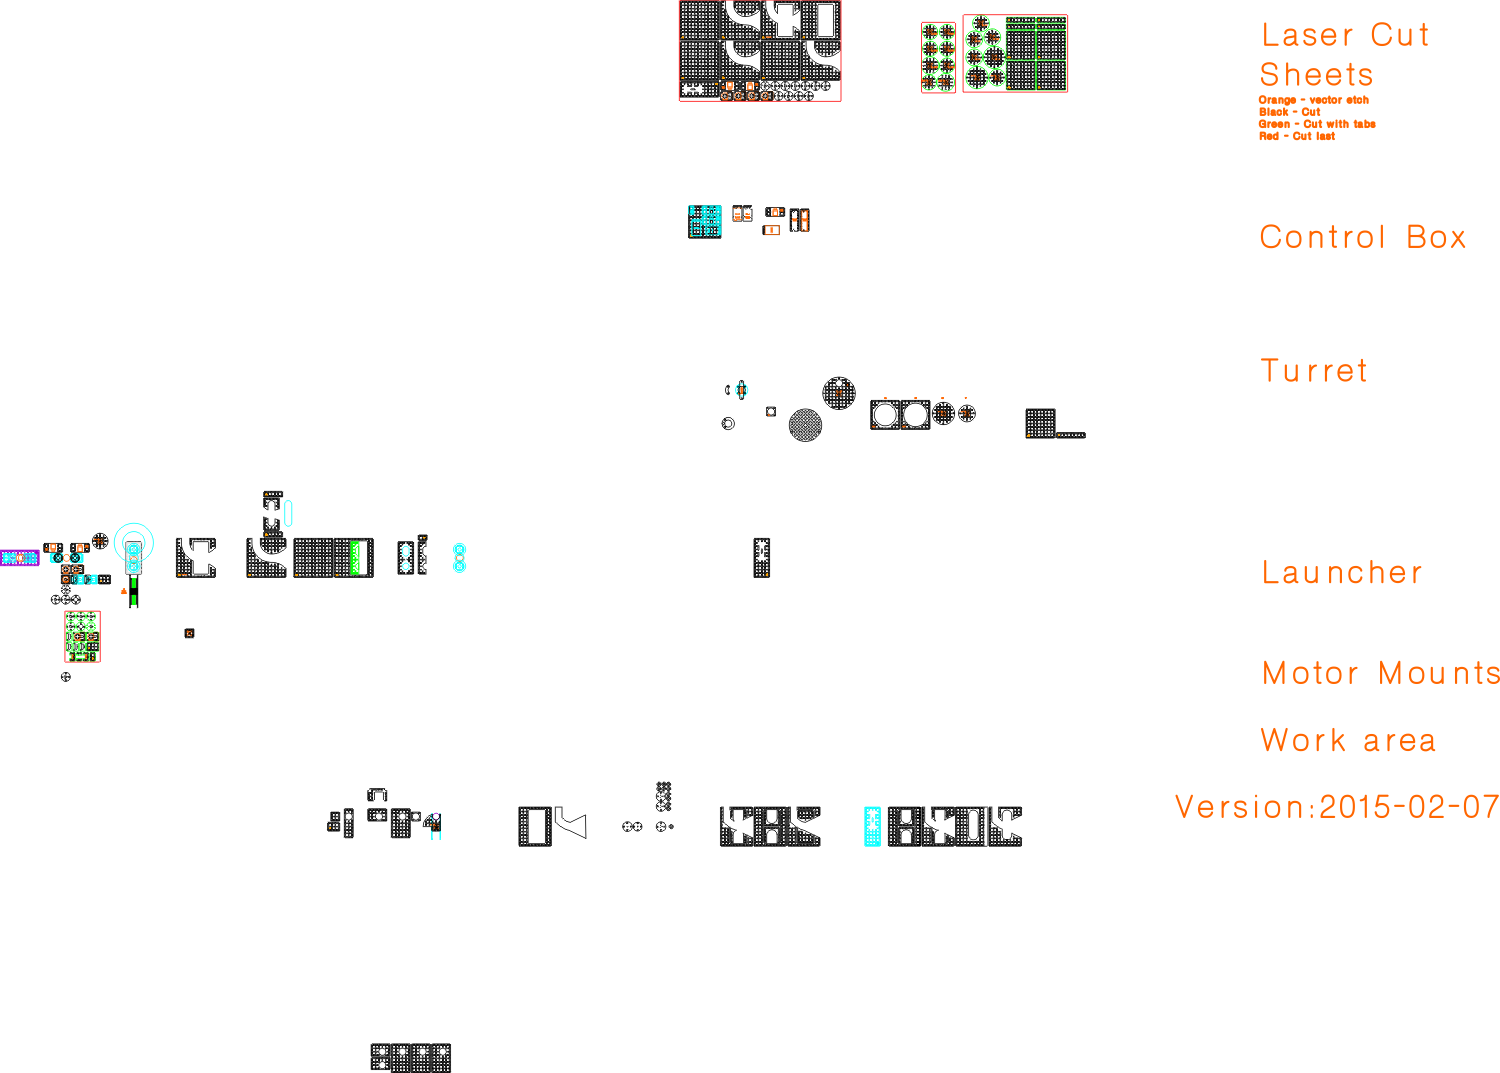 Laser Cut
Sheets
Orange - vector etch
Black - Cut
Green - Cut with tabs
Red - Cut last
Control Box
Turret
Launcher
Motor Mounts
Work area
Version:2015-02-07